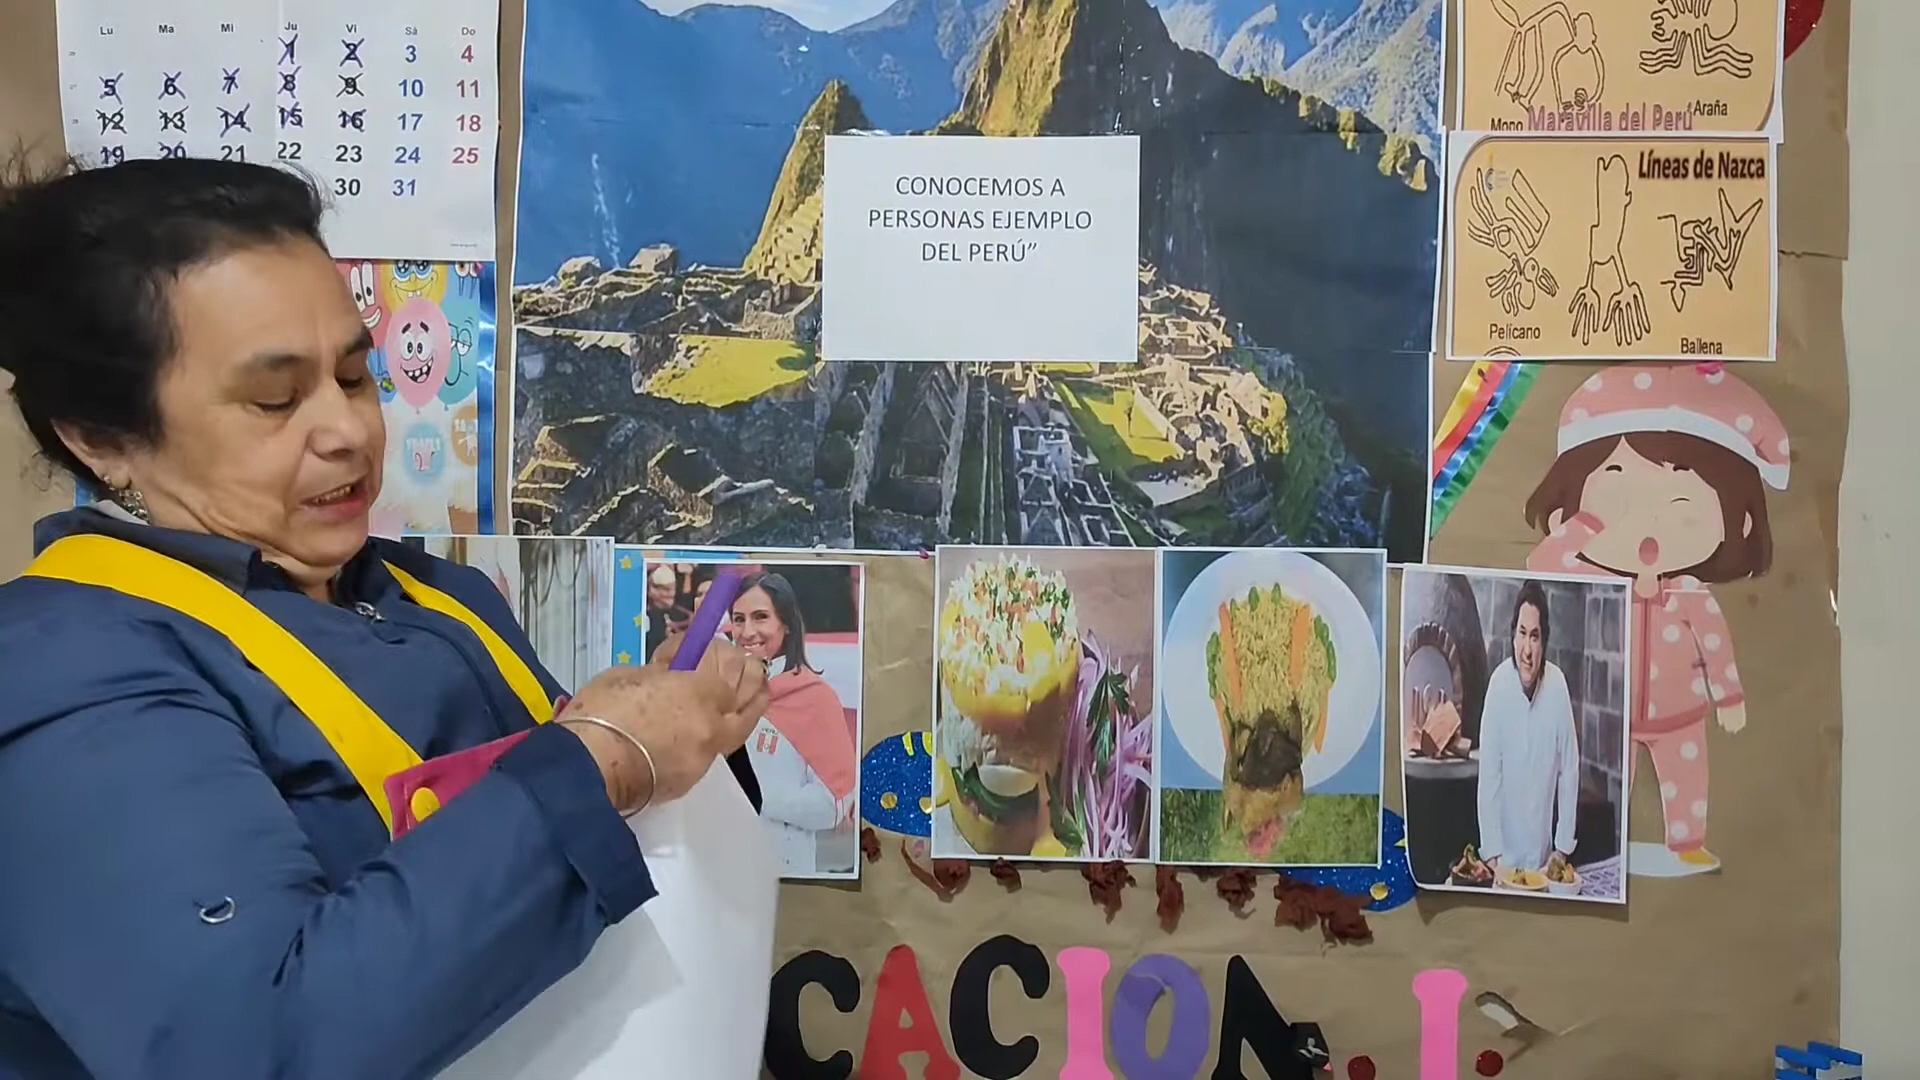 Lu Ma Mi Ju Vi Sá Do
1 2 3 4
5 6 7 8 9 10 11
12 13 14 15 16 17 18
19 20 21 22 23 24 25
30 31
CONOCEMOS A
PERSONAS EJEMPLO
DEL PERÚ”
Mono
Araña
Maravilla del Perú
Líneas de Nazca
Pelícano
Ballena
PERU
CACION. I.